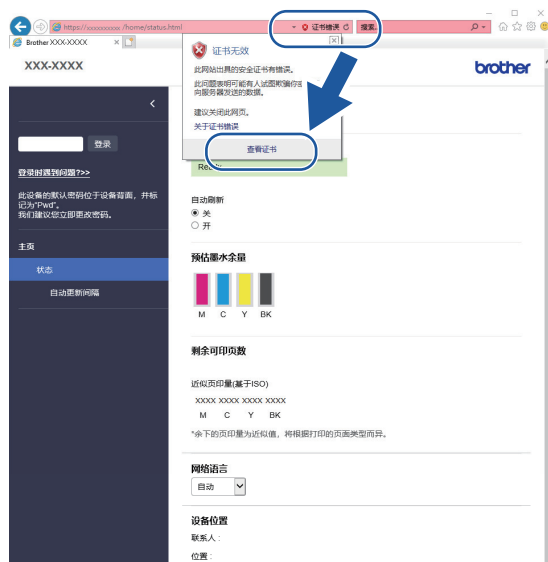 https://xxxxxxxxxxx /home/status.html
证书错误
搜索...
Brother XXX-XXXX
证书无效
XXX-XXXX
brother
此网站出具的安全证书有错误。
此问题表明可能有人试图欺骗你
向服务器发送的数据。
建议关闭此网页。
关于证书错误
查看证书
登录
登录时遇到问题?>>
此设备的默认密码位于设备背面，并标
记为"Pwd"。
我们建议您立即更改密码。
自动刷新
关
开
主页
状态
自动更新间隔
预估墨水余量
M C Y BK
剩余可印页数
近似页印量(基于ISO)
XXXX XXXX XXXX XXXX
M C Y BK
*余下的页印量为近似值，将根据打印的页面类型而异。
网络语言
自动
设备位置
联系人 :
位置 :